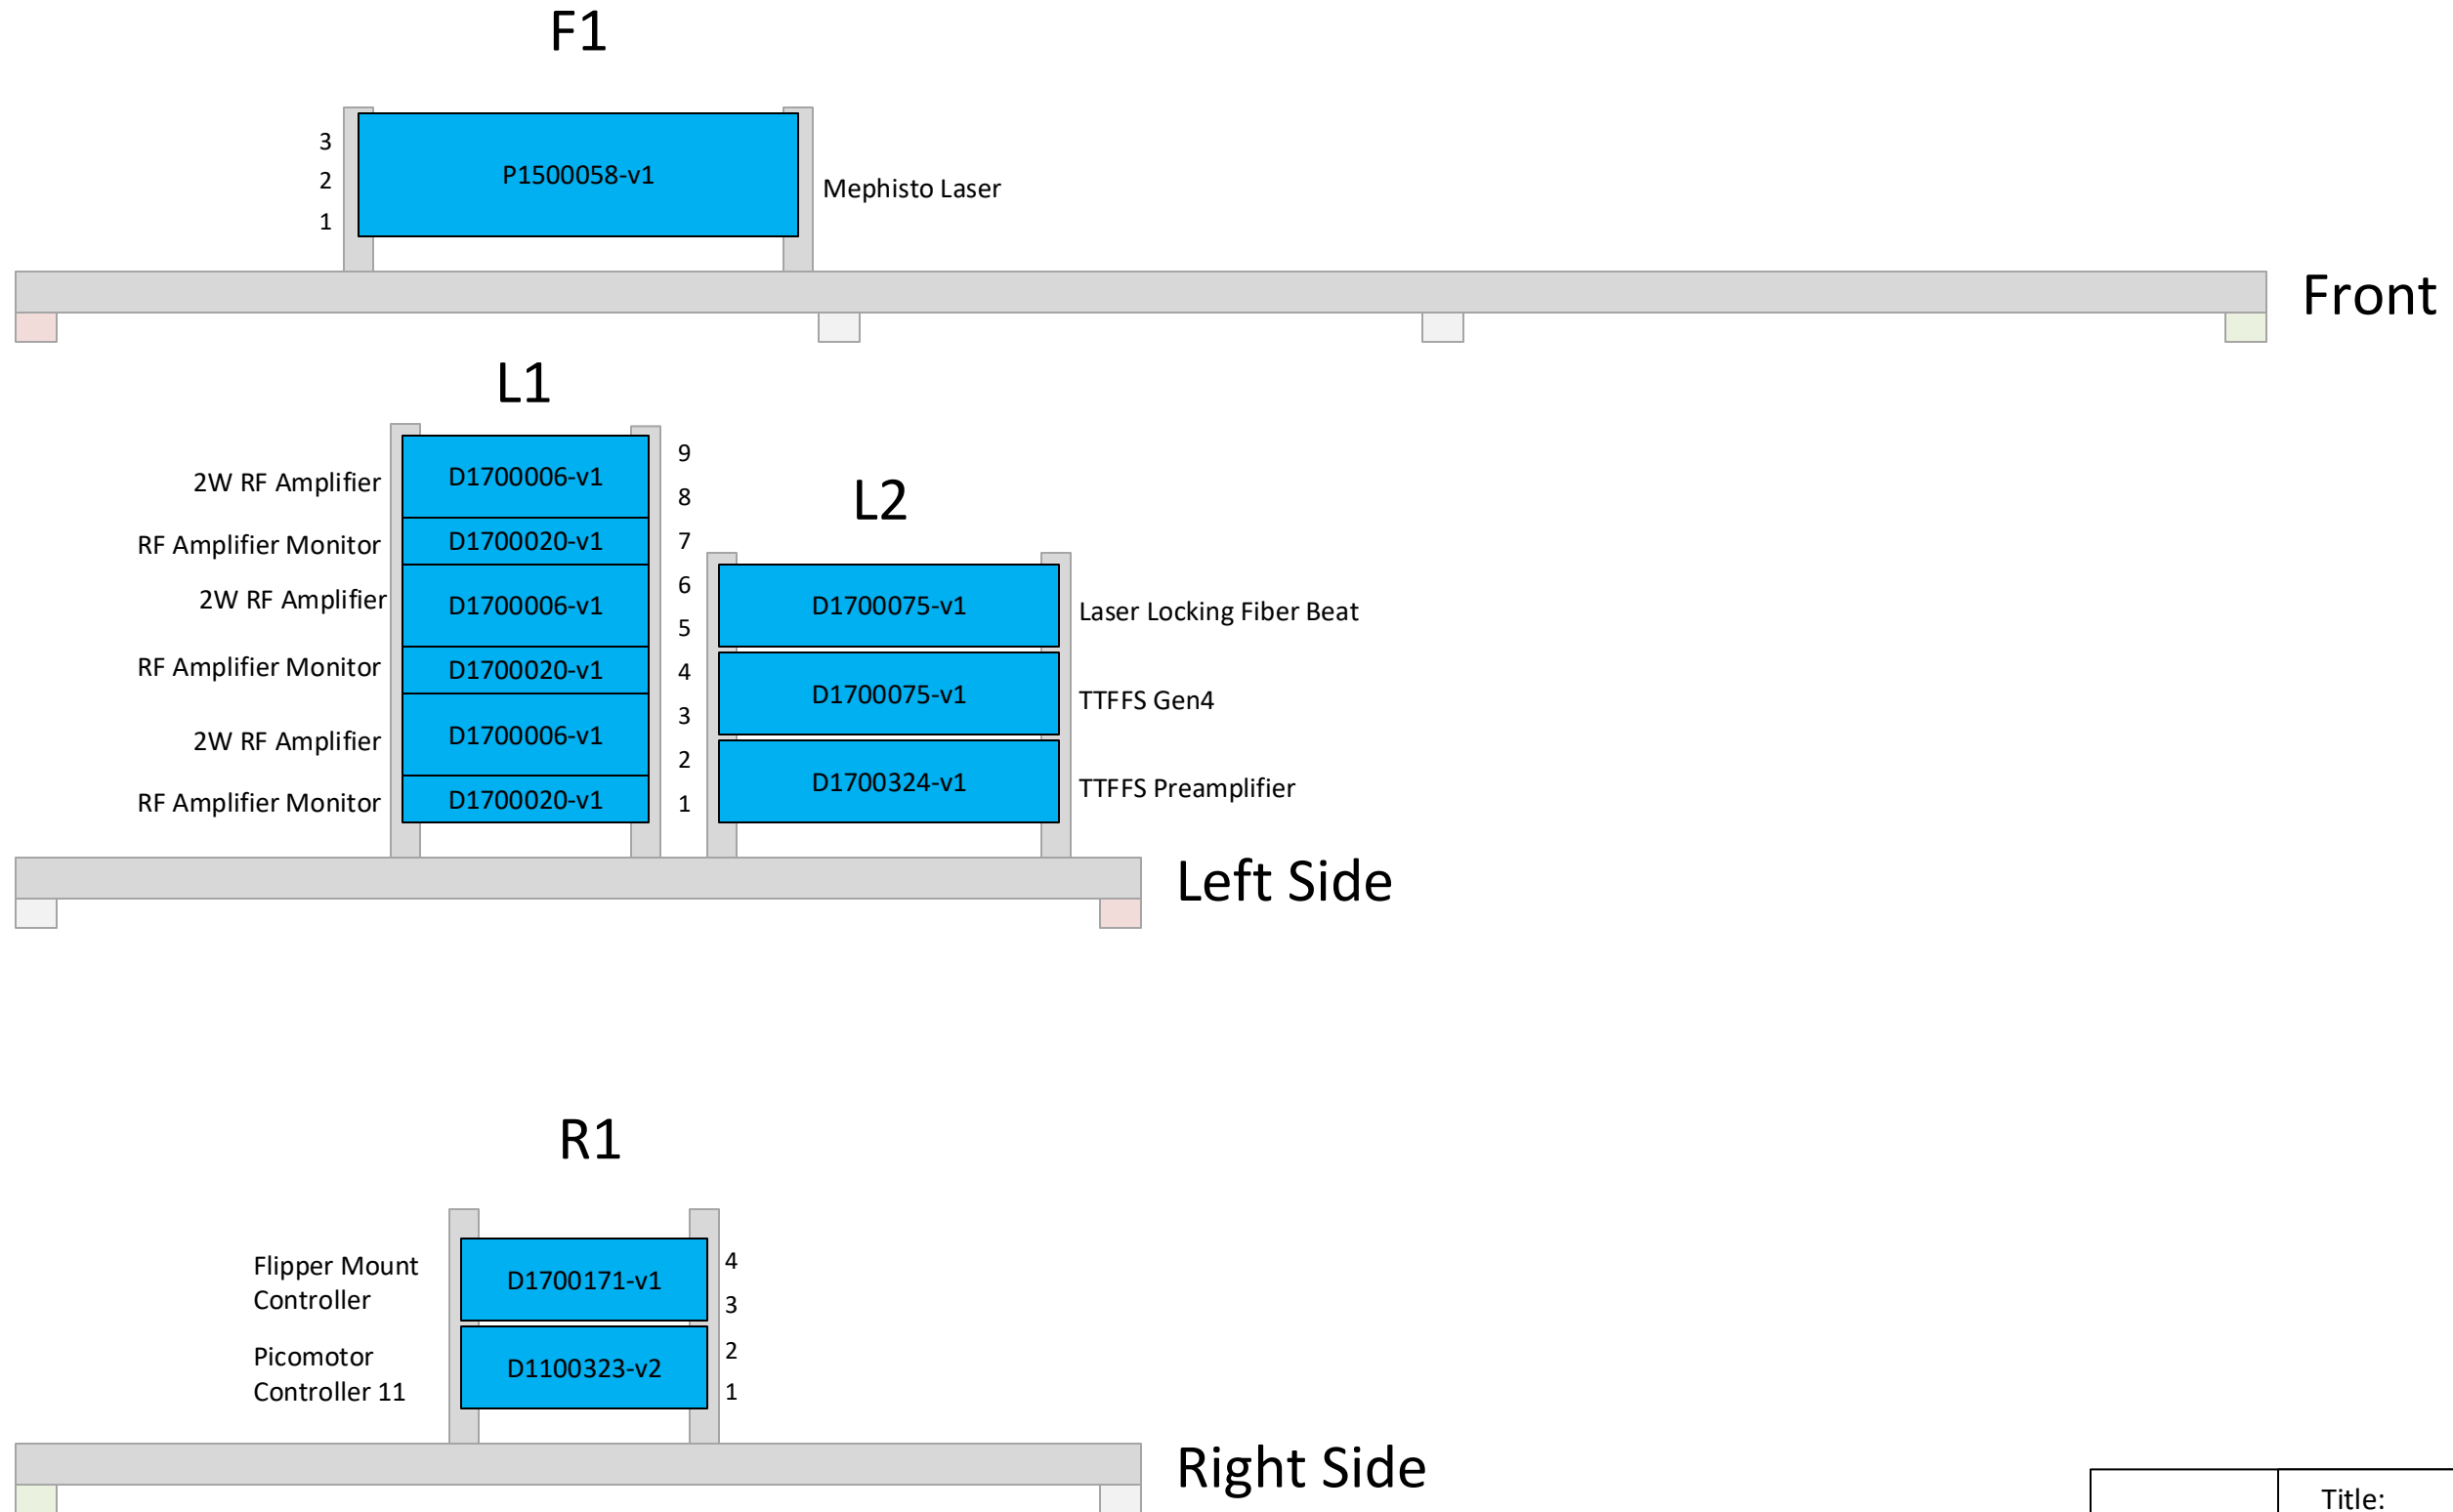 F1
3
2
1
P1500058-v1
Mephisto Laser
Front
L1
2W RF Amplifier
D1700006-v1
RF Amplifier Monitor
D1700020-v1
2W RF Amplifier
D1700006-v1
RF Amplifier Monitor
D1700020-v1
2W RF Amplifier
D1700006-v1
RF Amplifier Monitor
D1700020-v1
9
8
7
6
5
4
3
2
1
L2
D1700075-v1
Laser Locking Fiber Beat
D1700075-v1
TTFFS Gen4
D1700324-v1
TTFFS Preamplifier
Left Side
R1
Flipper Mount
Controller
D1700171-v1
4
3
Picomotor
Controller 11
D1100323-v2
2
1
Right Side
Title: